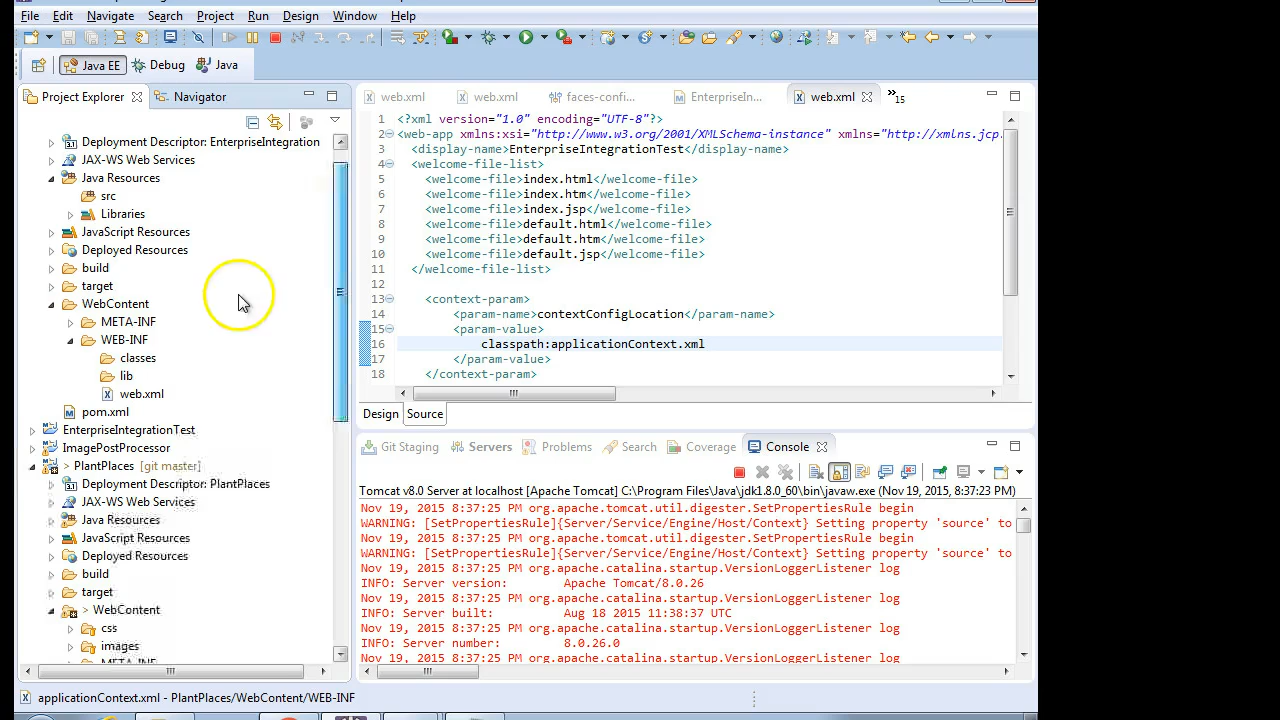 File Edit Navigate Search Project Run Design Window Help
Java EE Debug Java
Project Explorer Navigator
Deployment Descriptor: EnterpriseIntegration
JAX-WS Web Services
Java Resources
src
Libraries
JavaScript Resources
Deployed Resources
build
target
WebContent
META-INF
WEB-INF
classes
lib
web.xml
pom.xml
EnterpriseIntegrationTest
ImagePostProcessor
> PlantPlaces [git master]
Deployment Descriptor: PlantPlaces
JAX-WS Web Services
Java Resources
JavaScript Resources
Deployed Resources
build
target
> WebContent
css
images
META-INF
web.xml web.xml faces-confi... EnterpriseIn... web.xml »15
1 <?xml version="1.0" encoding="UTF-8"?>
2 <web-app xmlns:xsi="http://www.w3.org/2001/XMLSchema-instance" xmlns="http://xmlns.jcp.
3 <display-name>EnterpriseIntegrationTest</display-name>
4 <welcome-file-list>
5 <welcome-file>index.html</welcome-file>
6 <welcome-file>index.htm</welcome-file>
7 <welcome-file>index.jsp</welcome-file>
8 <welcome-file>default.html</welcome-file>
9 <welcome-file>default.htm</welcome-file>
10 <welcome-file>default.jsp</welcome-file>
11 </welcome-file-list>
12
13 <context-param>
14 <param-name>contextConfigLocation</param-name>
15 <param-value>
16 classpath:applicationContext.xml
17 </param-value>
18 </context-param>
Design Source
Git Staging Servers Problems Search Coverage Console
Tomcat v8.0 Server at localhost [Apache Tomcat] C:\Program Files\Java\jdk1.8.0_60\bin\javaw.exe (Nov 19, 2015, 8:37:23 PM)
Nov 19, 2015 8:37:25 PM org.apache.tomcat.util.digester.SetPropertiesRule begin
WARNING: [SetPropertiesRule]{Server/Service/Engine/Host/Context} Setting property 'source' to
Nov 19, 2015 8:37:25 PM org.apache.tomcat.util.digester.SetPropertiesRule begin
WARNING: [SetPropertiesRule]{Server/Service/Engine/Host/Context} Setting property 'source' to
Nov 19, 2015 8:37:25 PM org.apache.catalina.startup.VersionLoggerListener log
INFO: Server version: Apache Tomcat/8.0.26
Nov 19, 2015 8:37:25 PM org.apache.catalina.startup.VersionLoggerListener log
INFO: Server built: Aug 18 2015 11:38:37 UTC
Nov 19, 2015 8:37:25 PM org.apache.catalina.startup.VersionLoggerListener log
INFO: Server number: 8.0.26.0
Nov 19, 2015 8:37:25 PM org.apache.catalina.startup.VersionLoggerListener log
applicationContext.xml - PlantPlaces/WebContent/WEB-INF